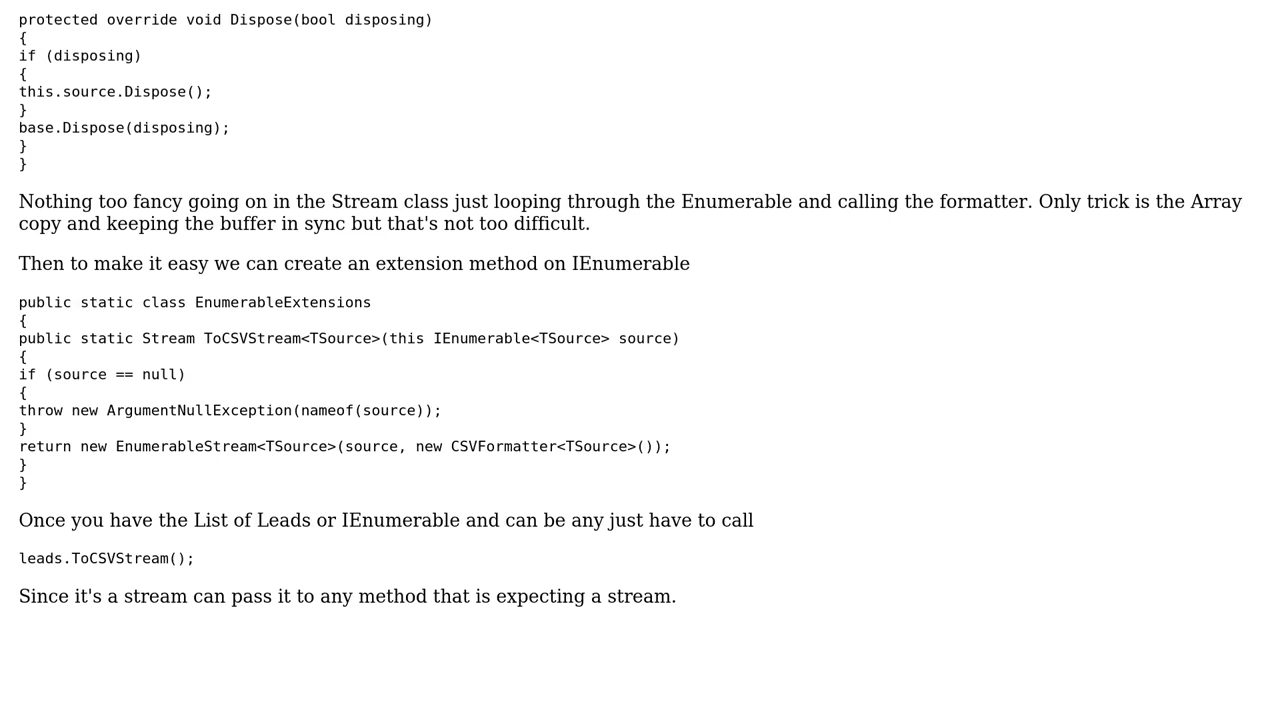 protected override void Dispose(bool disposing)
{
if (disposing)
{
this.source.Dispose();
}
base.Dispose(disposing);
}
}
Nothing too fancy going on in the Stream class just looping through the Enumerable and calling the formatter. Only trick is the Array
copy and keeping the buffer in sync but that's not too difficult.
Then to make it easy we can create an extension method on IEnumerable
public static class EnumerableExtensions
{
public static Stream ToCSVStream<TSource>(this IEnumerable<TSource> source)
{
if (source == null)
{
throw new ArgumentNullException(nameof(source));
}
return new EnumerableStream<TSource>(source, new CSVFormatter<TSource>());
}
}
Once you have the List of Leads or IEnumerable and can be any just have to call
leads.ToCSVStream();
Since it's a stream can pass it to any method that is expecting a stream.